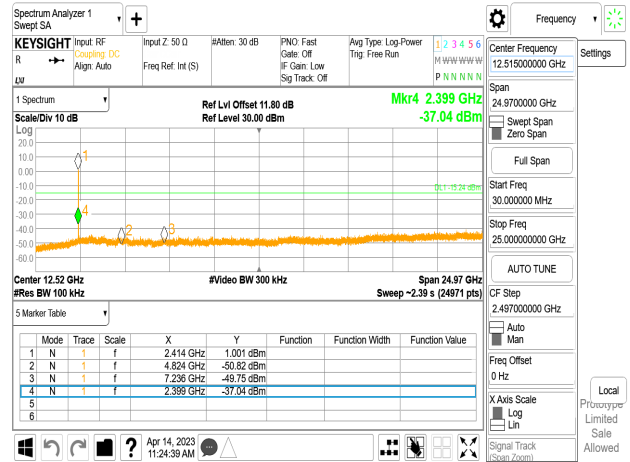 Spectrum Analyzer 1
Swept SA
Frequency
KEYSIGHT
Input: RF
Input Z: 50 Ω
#Atten: 30 dB
PNO: Fast
Avg Type: Log-Power
1 2 3 4 5 6
R
Coupling: DC
Gate: Off
Trig: Free Run
M W W W W W
Align: Auto
Freq Ref: Int (S)
IF Gain: Low
Sig Track: Off
P N N N N N
Center Frequency
12.515000000 GHz
Settings
1 Spectrum
Ref Lvl Offset 11.80 dB
Mkr4 2.399 GHz
Scale/Div 10 dB
Ref Level 30.00 dBm
-37.04 dBm
Span
24.9700000 GHz
Swept Span
Zero Span
Full Span
Start Freq
30.000000 MHz
Stop Freq
25.000000000 GHz
AUTO TUNE
CF Step
2.497000000 GHz
Auto
Man
Freq Offset
0 Hz
X Axis Scale
Log
Lin
Signal Track
(Span Zoom)
Local
Prototype
Limited
Sale
Allowed
Log
20.0
10.0
0.00
-10.0
-20.0
-30.0
-40.0
-50.0
-60.0
1
2
3
4
Center 12.52 GHz
#Video BW 300 kHz
Span 24.97 GHz
#Res BW 100 kHz
Sweep ~2.39 s (24971 pts)
5 Marker Table
Mode Trace Scale X Y Function Function Width Function Value
1 N 1 f 2.414 GHz 1.001 dBm
2 N 1 f 4.824 GHz -50.82 dBm
3 N 1 f 7.236 GHz -49.75 dBm
4 N 1 f 2.399 GHz -37.04 dBm
5
6
Apr 14, 2023
11:24:39 AM